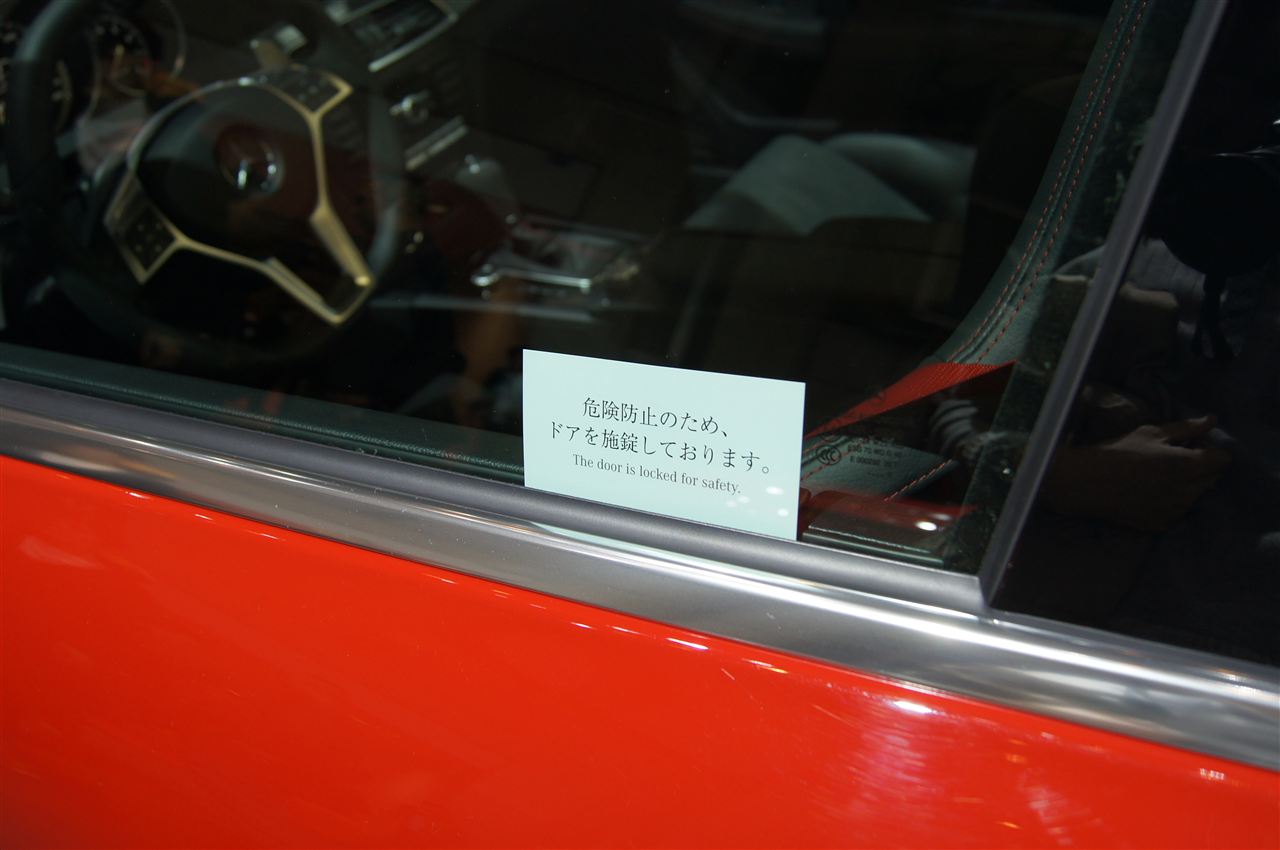 危険防止のため、
ドアを施錠しております。
The door is locked for safety.